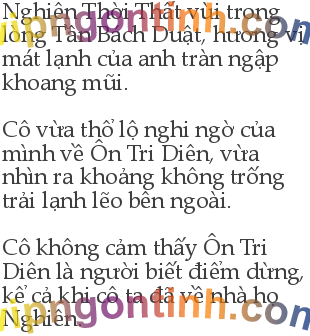 Nghiên Thời Thất vùi trong
lòng Tần Bách Duật, hương vị
mát lạnh của anh tràn ngập
khoang mũi.
Cô vừa thổ lộ nghi ngờ của
mình về Ôn Tri Diên, vừa
nhìn ra khoảng không trống
trải lạnh lẽo bên ngoài.
Cô không cảm thấy Ôn Tri
Diên là người biết điểm dừng,
kể cả khi cô ta đã về nhà họ
Nghiên.